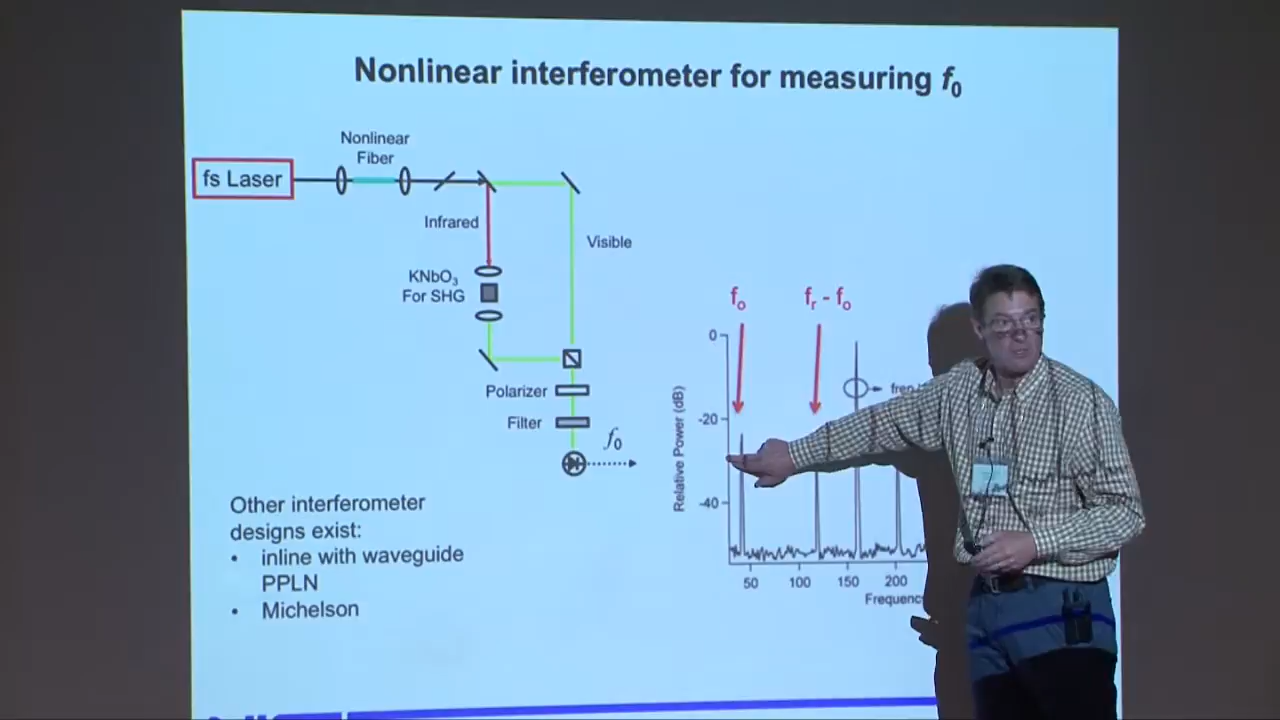 Nonlinear interferometer for measuring f₀
Nonlinear
Fiber
fs Laser
Infrared
Visible
KNbO₃
For SHG
Polarizer
Filter
f₀
Other interferometer
designs exist:
• inline with waveguide
PPLN
• Michelson
fₒ
fᵣ - fₒ
0
-20
-40
Relative Power (dB)
50
100
150
200